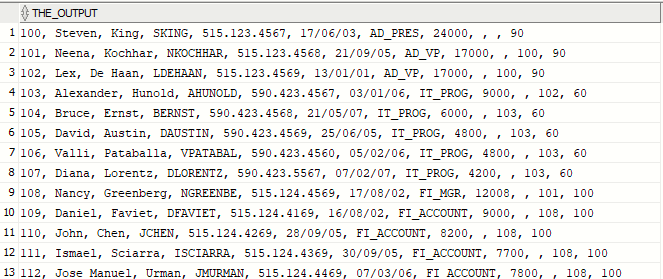 THE_OUTPUT
1 100, Steven, King, SKING, 515.123.4567, 17/06/03, AD_PRES, 24000, , , 90
2 101, Neena, Kochhar, NKOCHHAR, 515.123.4568, 21/09/05, AD_VP, 17000, , 100, 90
3 102, Lex, De Haan, LDEHAAN, 515.123.4569, 13/01/01, AD_VP, 17000, , 100, 90
4 103, Alexander, Hunold, AHUNOLD, 590.423.4567, 03/01/06, IT_PROG, 9000, , 102, 60
5 104, Bruce, Ernst, BERNST, 590.423.4568, 21/05/07, IT_PROG, 6000, , 103, 60
6 105, David, Austin, DAUSTIN, 590.423.4569, 25/06/05, IT_PROG, 4800, , 103, 60
7 106, Valli, Pataballa, VPATABAL, 590.423.4560, 05/02/06, IT_PROG, 4800, , 103, 60
8 107, Diana, Lorentz, DLORENTZ, 590.423.5567, 07/02/07, IT_PROG, 4200, , 103, 60
9 108, Nancy, Greenberg, NGREENBE, 515.124.4569, 17/08/02, FI_MGR, 12008, , 101, 100
10 109, Daniel, Faviet, DFAVIET, 515.124.4169, 16/08/02, FI_ACCOUNT, 9000, , 108, 100
11 110, John, Chen, JCHEN, 515.124.4269, 28/09/05, FI_ACCOUNT, 8200, , 108, 100
12 111, Ismael, Sciarra, ISCIARRA, 515.124.4369, 30/09/05, FI_ACCOUNT, 7700, , 108, 100
13 112, Jose Manuel, Urman, JMURMAN, 515.124.4469, 07/03/06, FI_ACCOUNT, 7800, , 108, 100